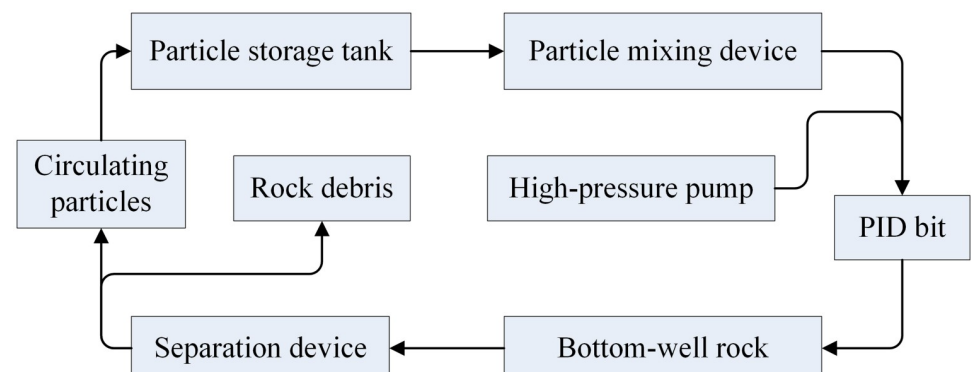 Particle storage tank
Particle mixing device
Circulating
particles
Rock debris
High-pressure pump
PID bit
Separation device
Bottom-well rock